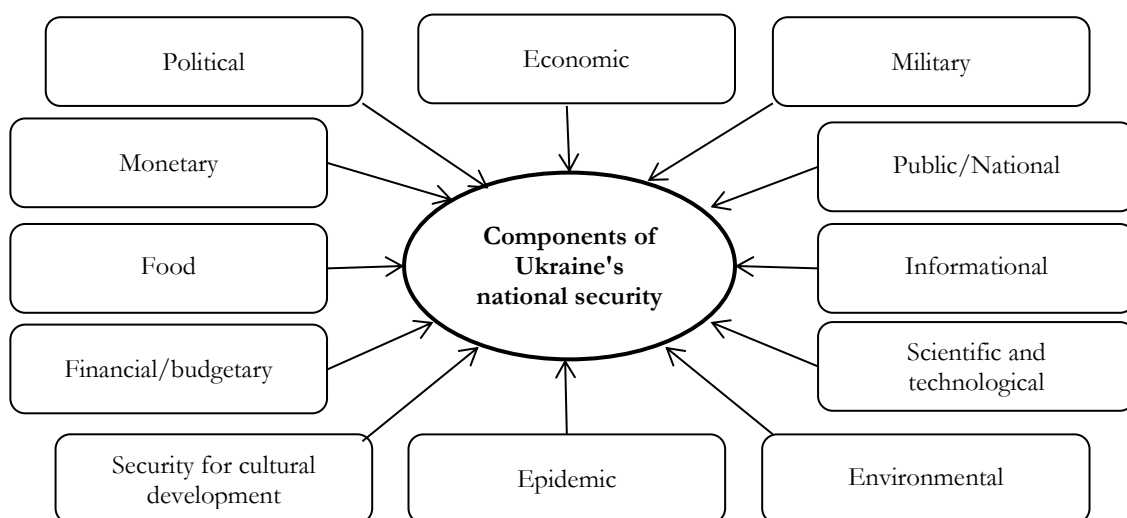 Political
Economic
Military
Monetary
Public/National
Components of
Ukraine's
national security
Food
Informational
Financial/budgetary
Scientific and
technological
Security for cultural
development
Epidemic
Environmental